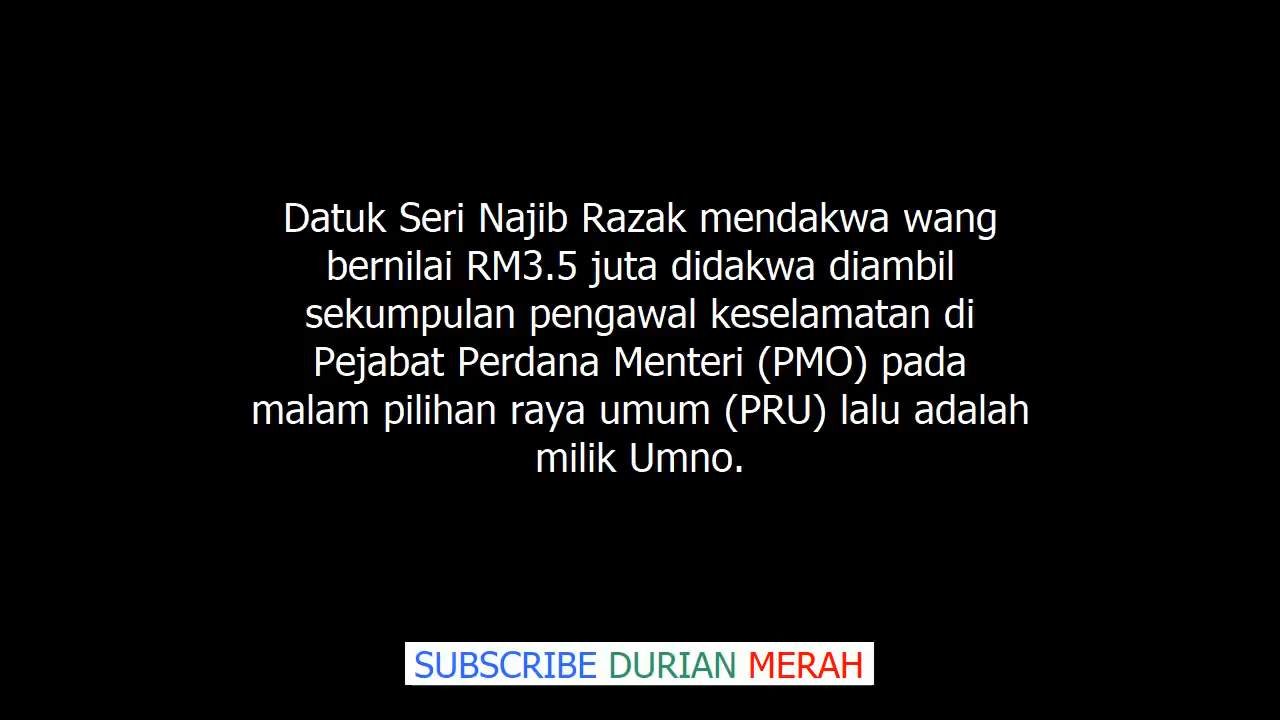 Datuk Seri Najib Razak mendakwa wang
bernilai RM3.5 juta didakwa diambil
sekumpulan pengawal keselamatan di
Pejabat Perdana Menteri (PMO) pada
malam pilihan raya umum (PRU) lalu adalah
milik Umno.
SUBSCRIBE DURIAN MERAH